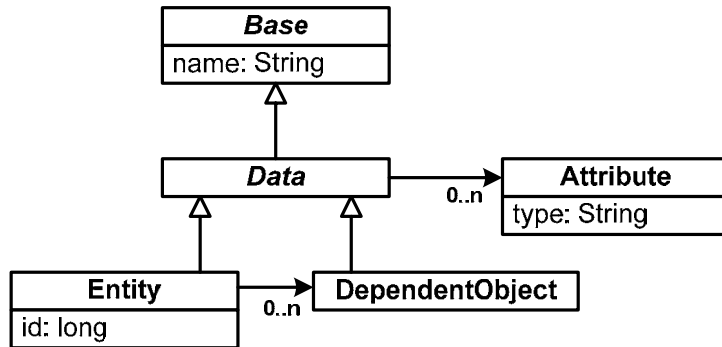 Base
name: String
Data
0..n
Attribute
type: String
Entity
id: long
0..n
DependentObject